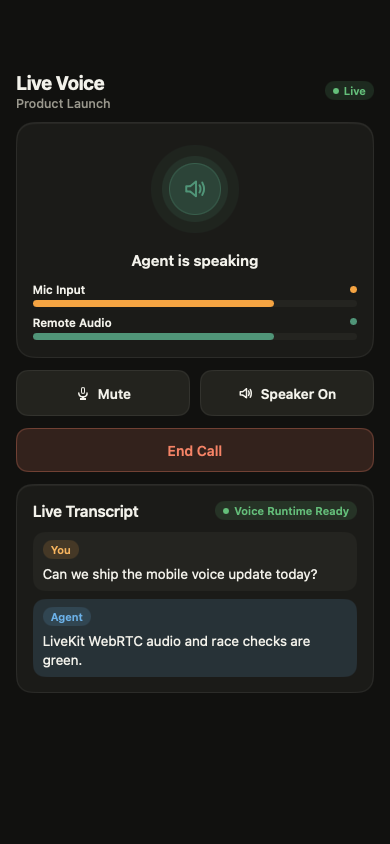 Live Voice
Product Launch
Live
Agent is speaking
Mic Input
Remote Audio
Mute
Speaker On
End Call
Live Transcript
Voice Runtime Ready
You
Can we ship the mobile voice update today?
Agent
LiveKit WebRTC audio and race checks are
green.